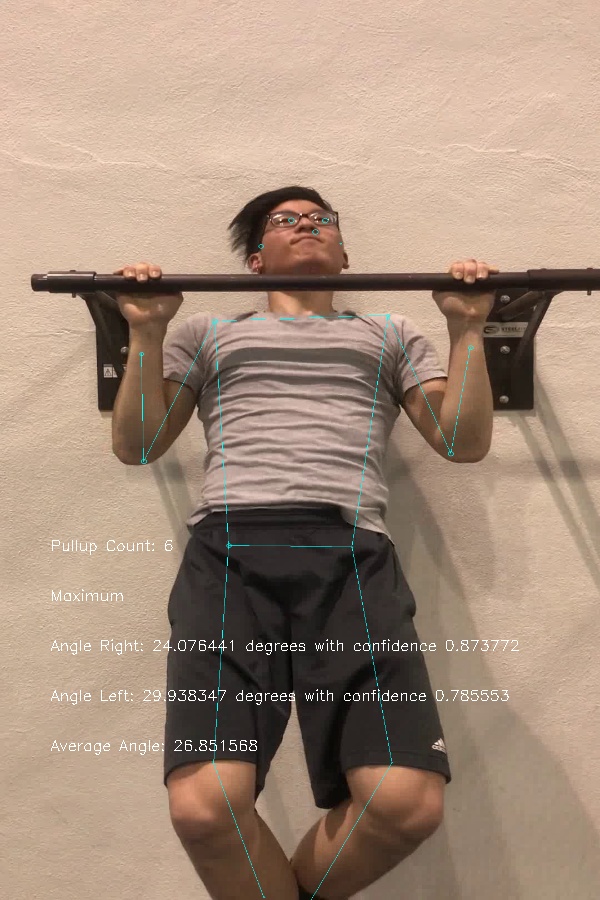 Pullup Count: 6
Maximum
Angle Right: 24.076441 degrees with confidence 0.873772
Angle Left: 29.938347 degrees with confidence 0.785553
Average Angle: 26.851568